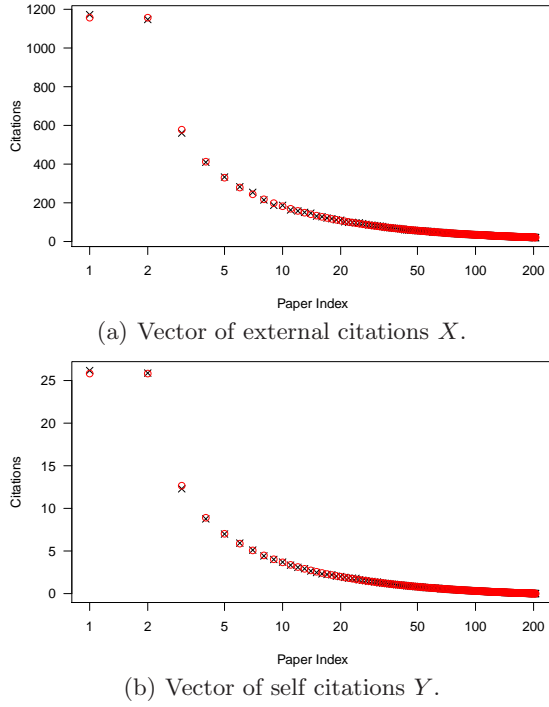 1200
1000
800
600
400
200
0
Citations
1 2 5 10 20 50 100 200
Paper Index
(a) Vector of external citations X.
25
20
15
10
5
0
Citations
1 2 5 10 20 50 100 200
Paper Index
(b) Vector of self citations Y.